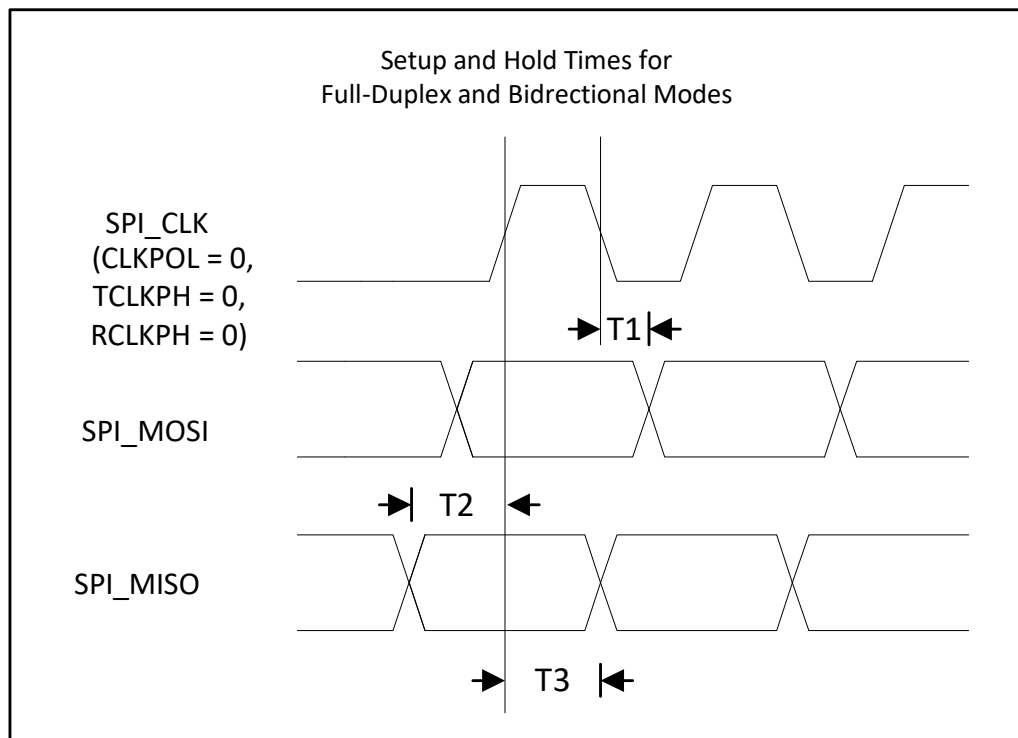 Setup and Hold Times for
Full-Duplex and Bidrectional Modes
SPI_CLK
(CLKPOL = 0,
TCLKPH = 0,
RCLKPH = 0)
T1
SPI_MOSI
T2
SPI_MISO
T3